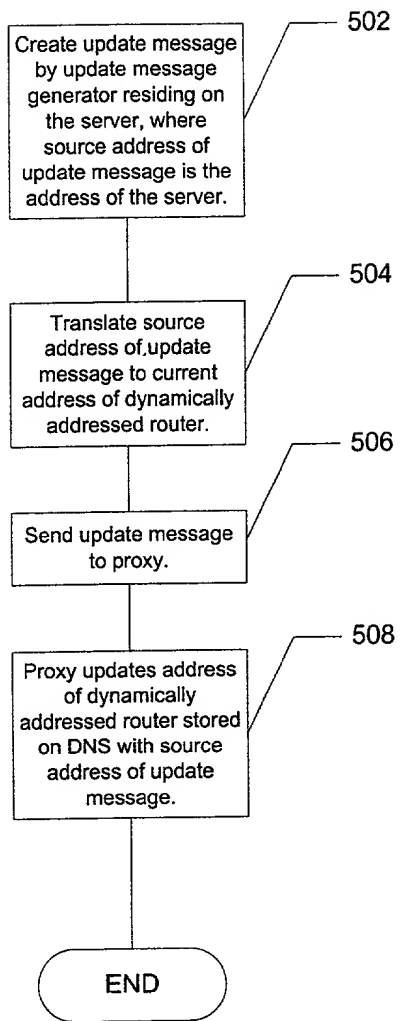 502
Create update message
by update message
generator residing on
the server, where
source address of
update message is the
address of the server.
504
Translate source
address of,update
message to current
address of dynamically
addressed router.
506
Send update message
to proxy.
508
Proxy updates address
of dynamically
addressed router stored
on DNS with source
address of update
message.
END